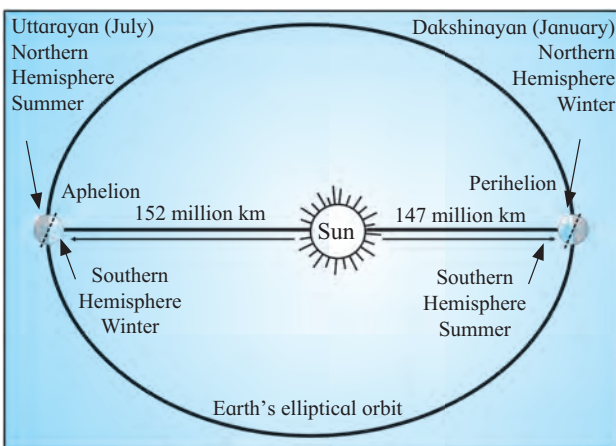 Uttarayan (July)
Northern
Hemisphere
Summer
Dakshinayan (January)
Northern
Hemisphere
Winter
Aphelion
Perihelion
152 million km
147 million km
Sun
Southern
Hemisphere
Winter
Southern
Hemisphere
Summer
Earth's elliptical orbit